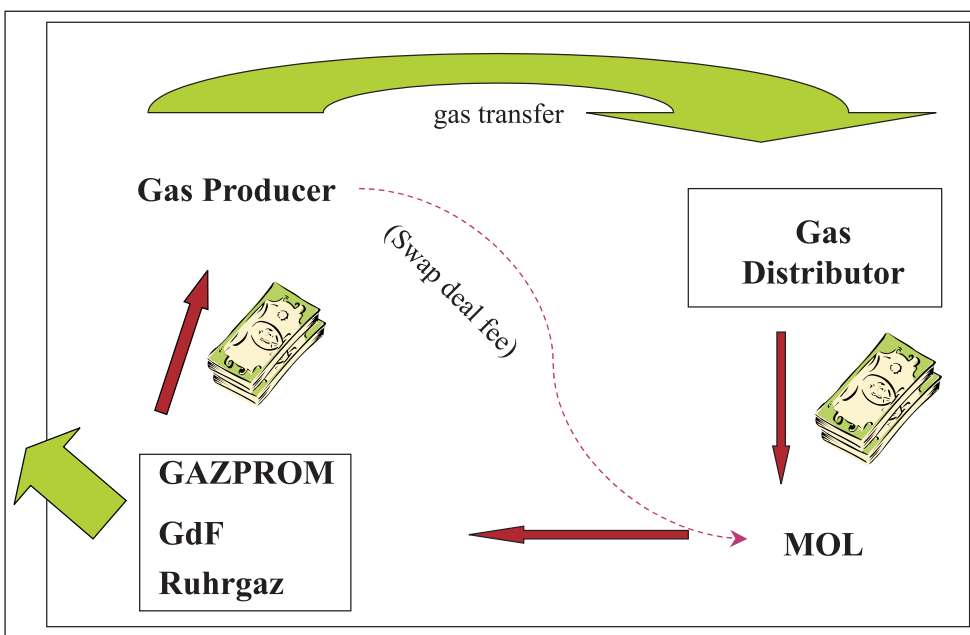 gas transfer
Gas Producer
(Swap deal fee)
Gas
Distributor
GAZPROM
GdF
Ruhrgaz
MOL